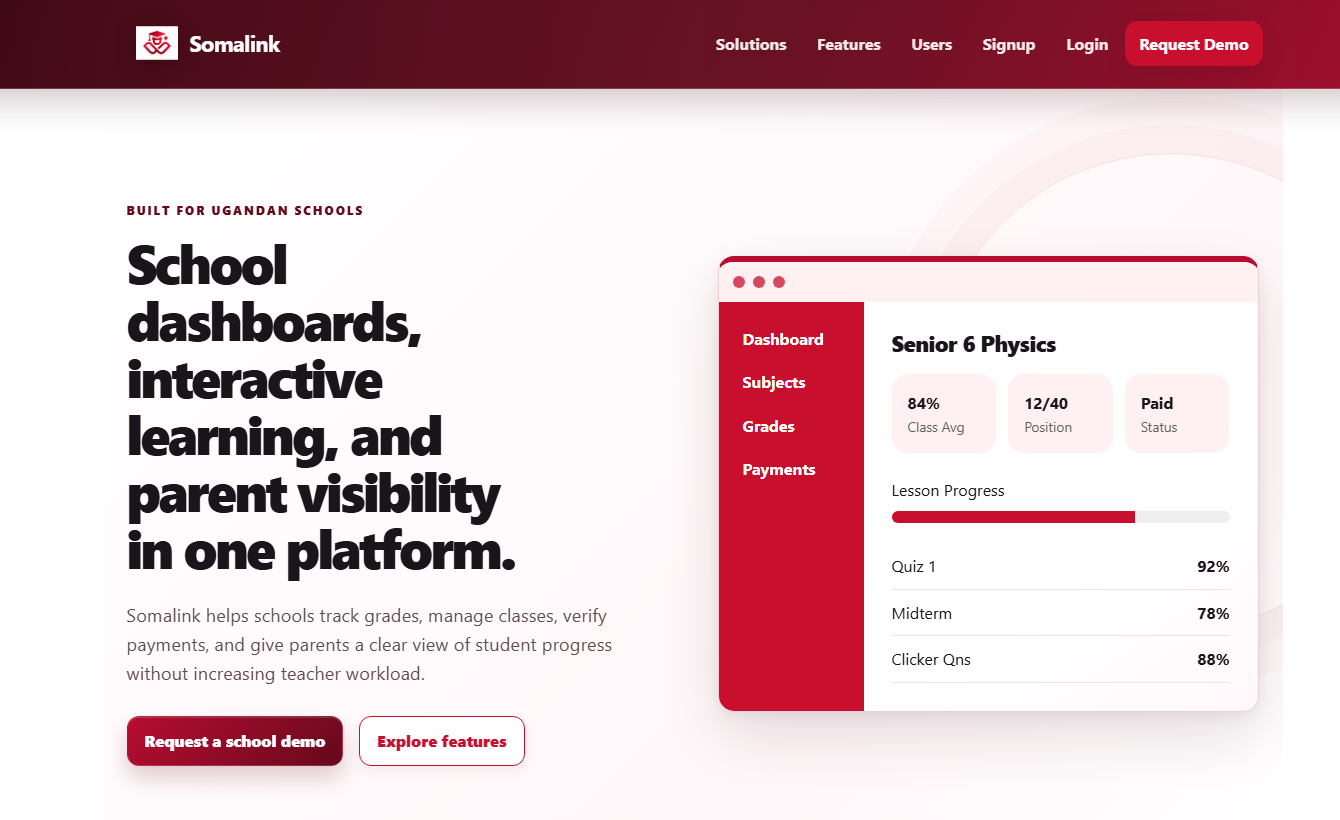 Somalink
Solutions
Features
Users
Signup
Login
Request Demo
BUILT FOR UGANDAN SCHOOLS
School
dashboards,
interactive
learning, and
parent visibility
in one platform.
Somalink helps schools track grades, manage classes, verify
payments, and give parents a clear view of student progress
without increasing teacher workload.
Request a school demo
Explore features
Dashboard
Subjects
Grades
Payments
Senior 6 Physics
84%
Class Avg
12/40
Position
Paid
Status
Lesson Progress
Quiz 1 92%
Midterm 78%
Clicker Qns 88%